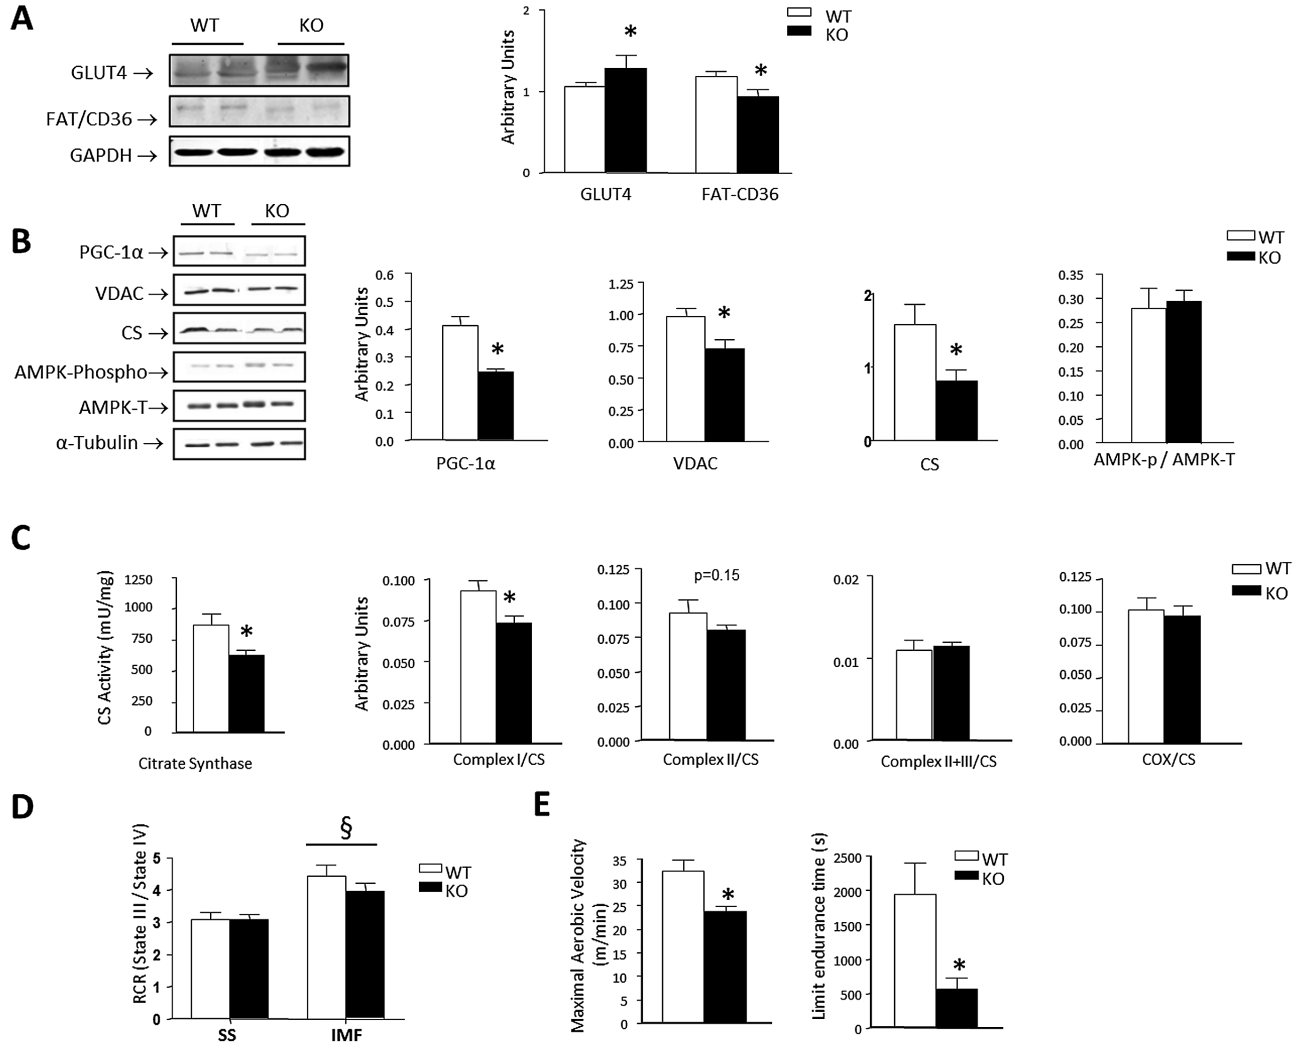 A
WT KO
GLUT4 →
FAT/CD36 →
GAPDH →
Arbitrary Units
2
1
0
*
*
GLUT4 FAT-CD36
WT
KO
B
WT KO
PGC-1α →
VDAC →
CS →
AMPK-Phospho →
AMPK-T →
α-Tubulin →
Arbitrary Units
0.6
0.5
0.4
0.3
0.2
0.1
0.0
*
PGC-1α
1.25
1.00
0.75
0.50
0.25
0.00
*
VDAC
2
1
0
*
CS
0.35
0.30
0.25
0.20
0.15
0.10
0.05
0.00
AMPK-p / AMPK-T
WT
KO
C
CS Activity (mU/mg)
1250
1000
750
500
250
0
*
Citrate Synthase
Arbitrary Units
0.100
0.075
0.050
0.025
0.000
*
Complex I/CS
0.125
0.100
0.075
0.050
0.025
0.000
p=0.15
Complex II/CS
0.02
0.01
0.00
Complex II+III/CS
0.125
0.100
0.075
0.050
0.025
0.000
COX/CS
WT
KO
D
RCR (State III / State IV)
5
4
3
2
1
0
§
SS IMF
WT
KO
E
Maximal Aerobic Velocity
(m/min)
35
30
25
20
15
10
5
0
*
Limit endurance time (s)
2500
2000
1500
1000
500
0
*
WT
KO